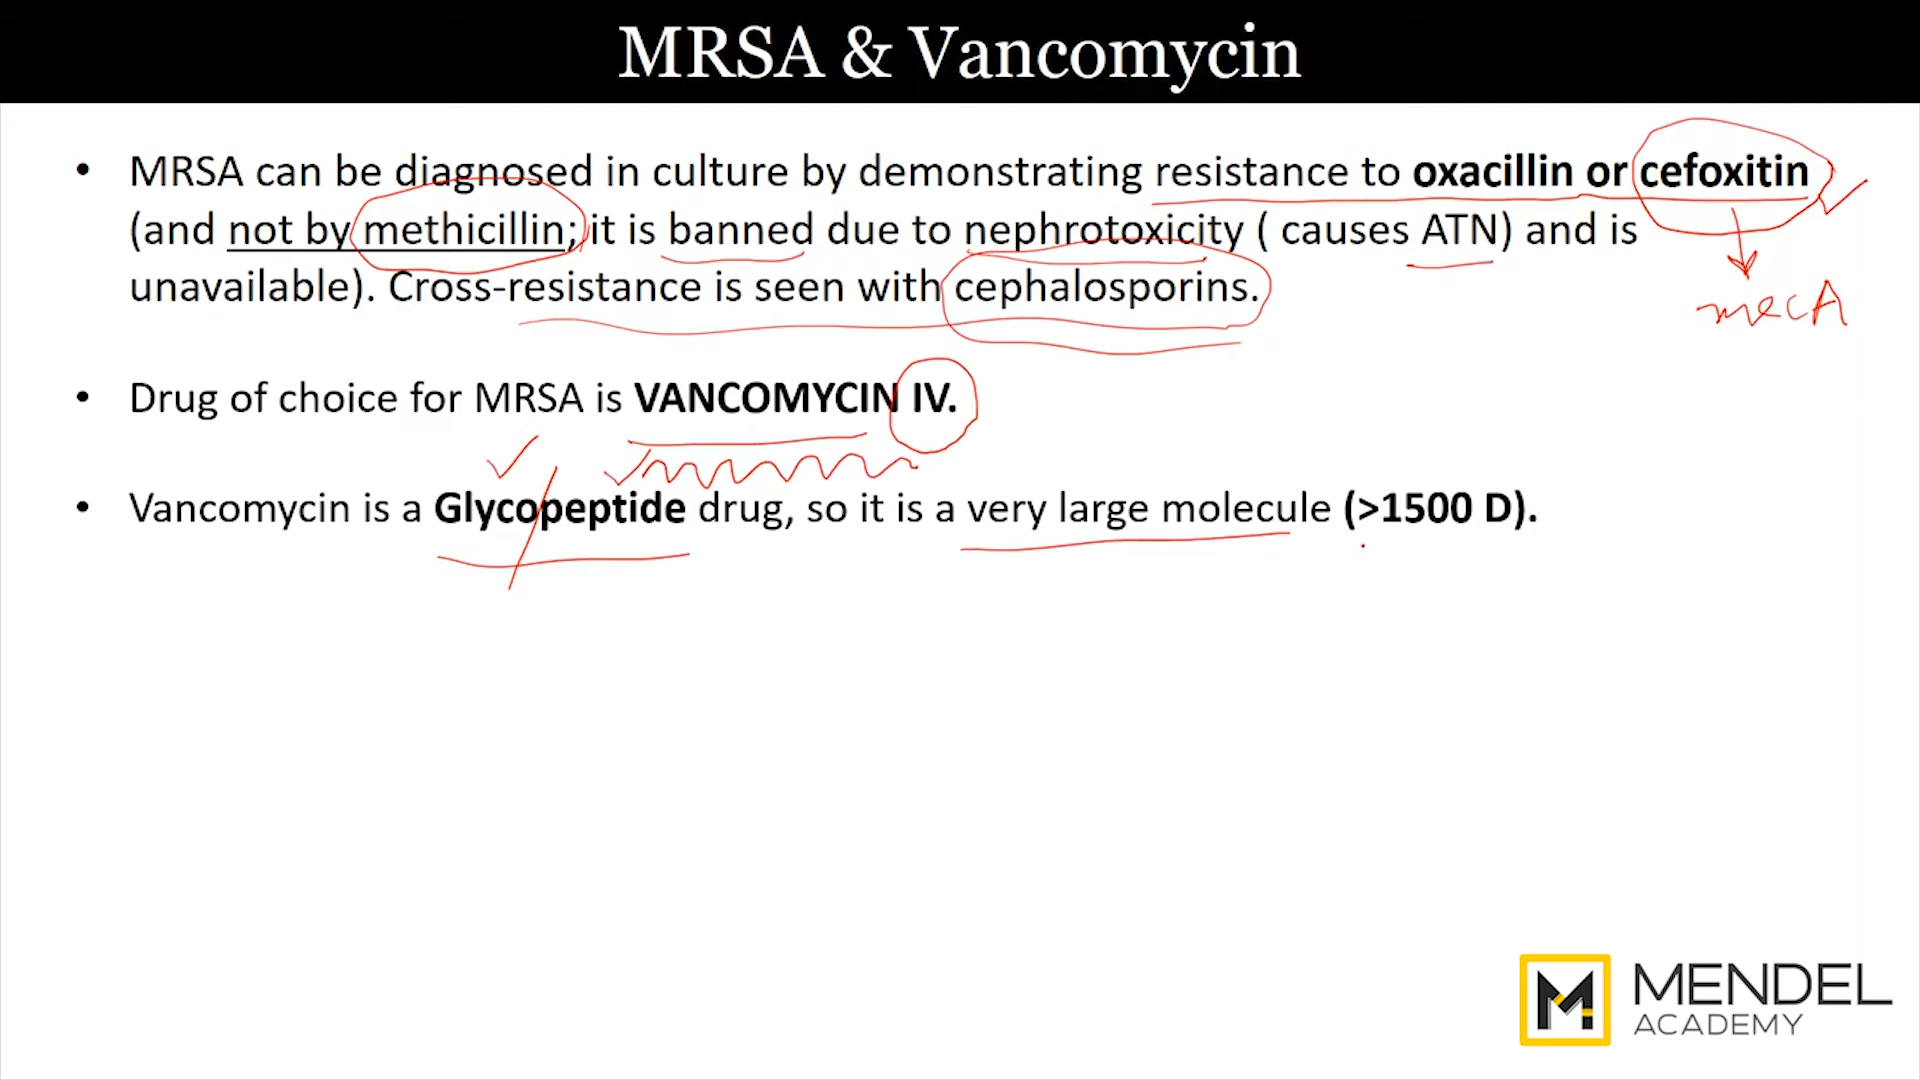 MRSA & Vancomycin
• MRSA can be diagnosed in culture by demonstrating resistance to oxacillin or cefoxitin
(and not by methicillin; it is banned due to nephrotoxicity ( causes ATN) and is
unavailable). Cross-resistance is seen with cephalosporins.
mecA
• Drug of choice for MRSA is VANCOMYCIN IV.
• Vancomycin is a Glycopeptide drug, so it is a very large molecule (>1500 D).
MENDEL
ACADEMY